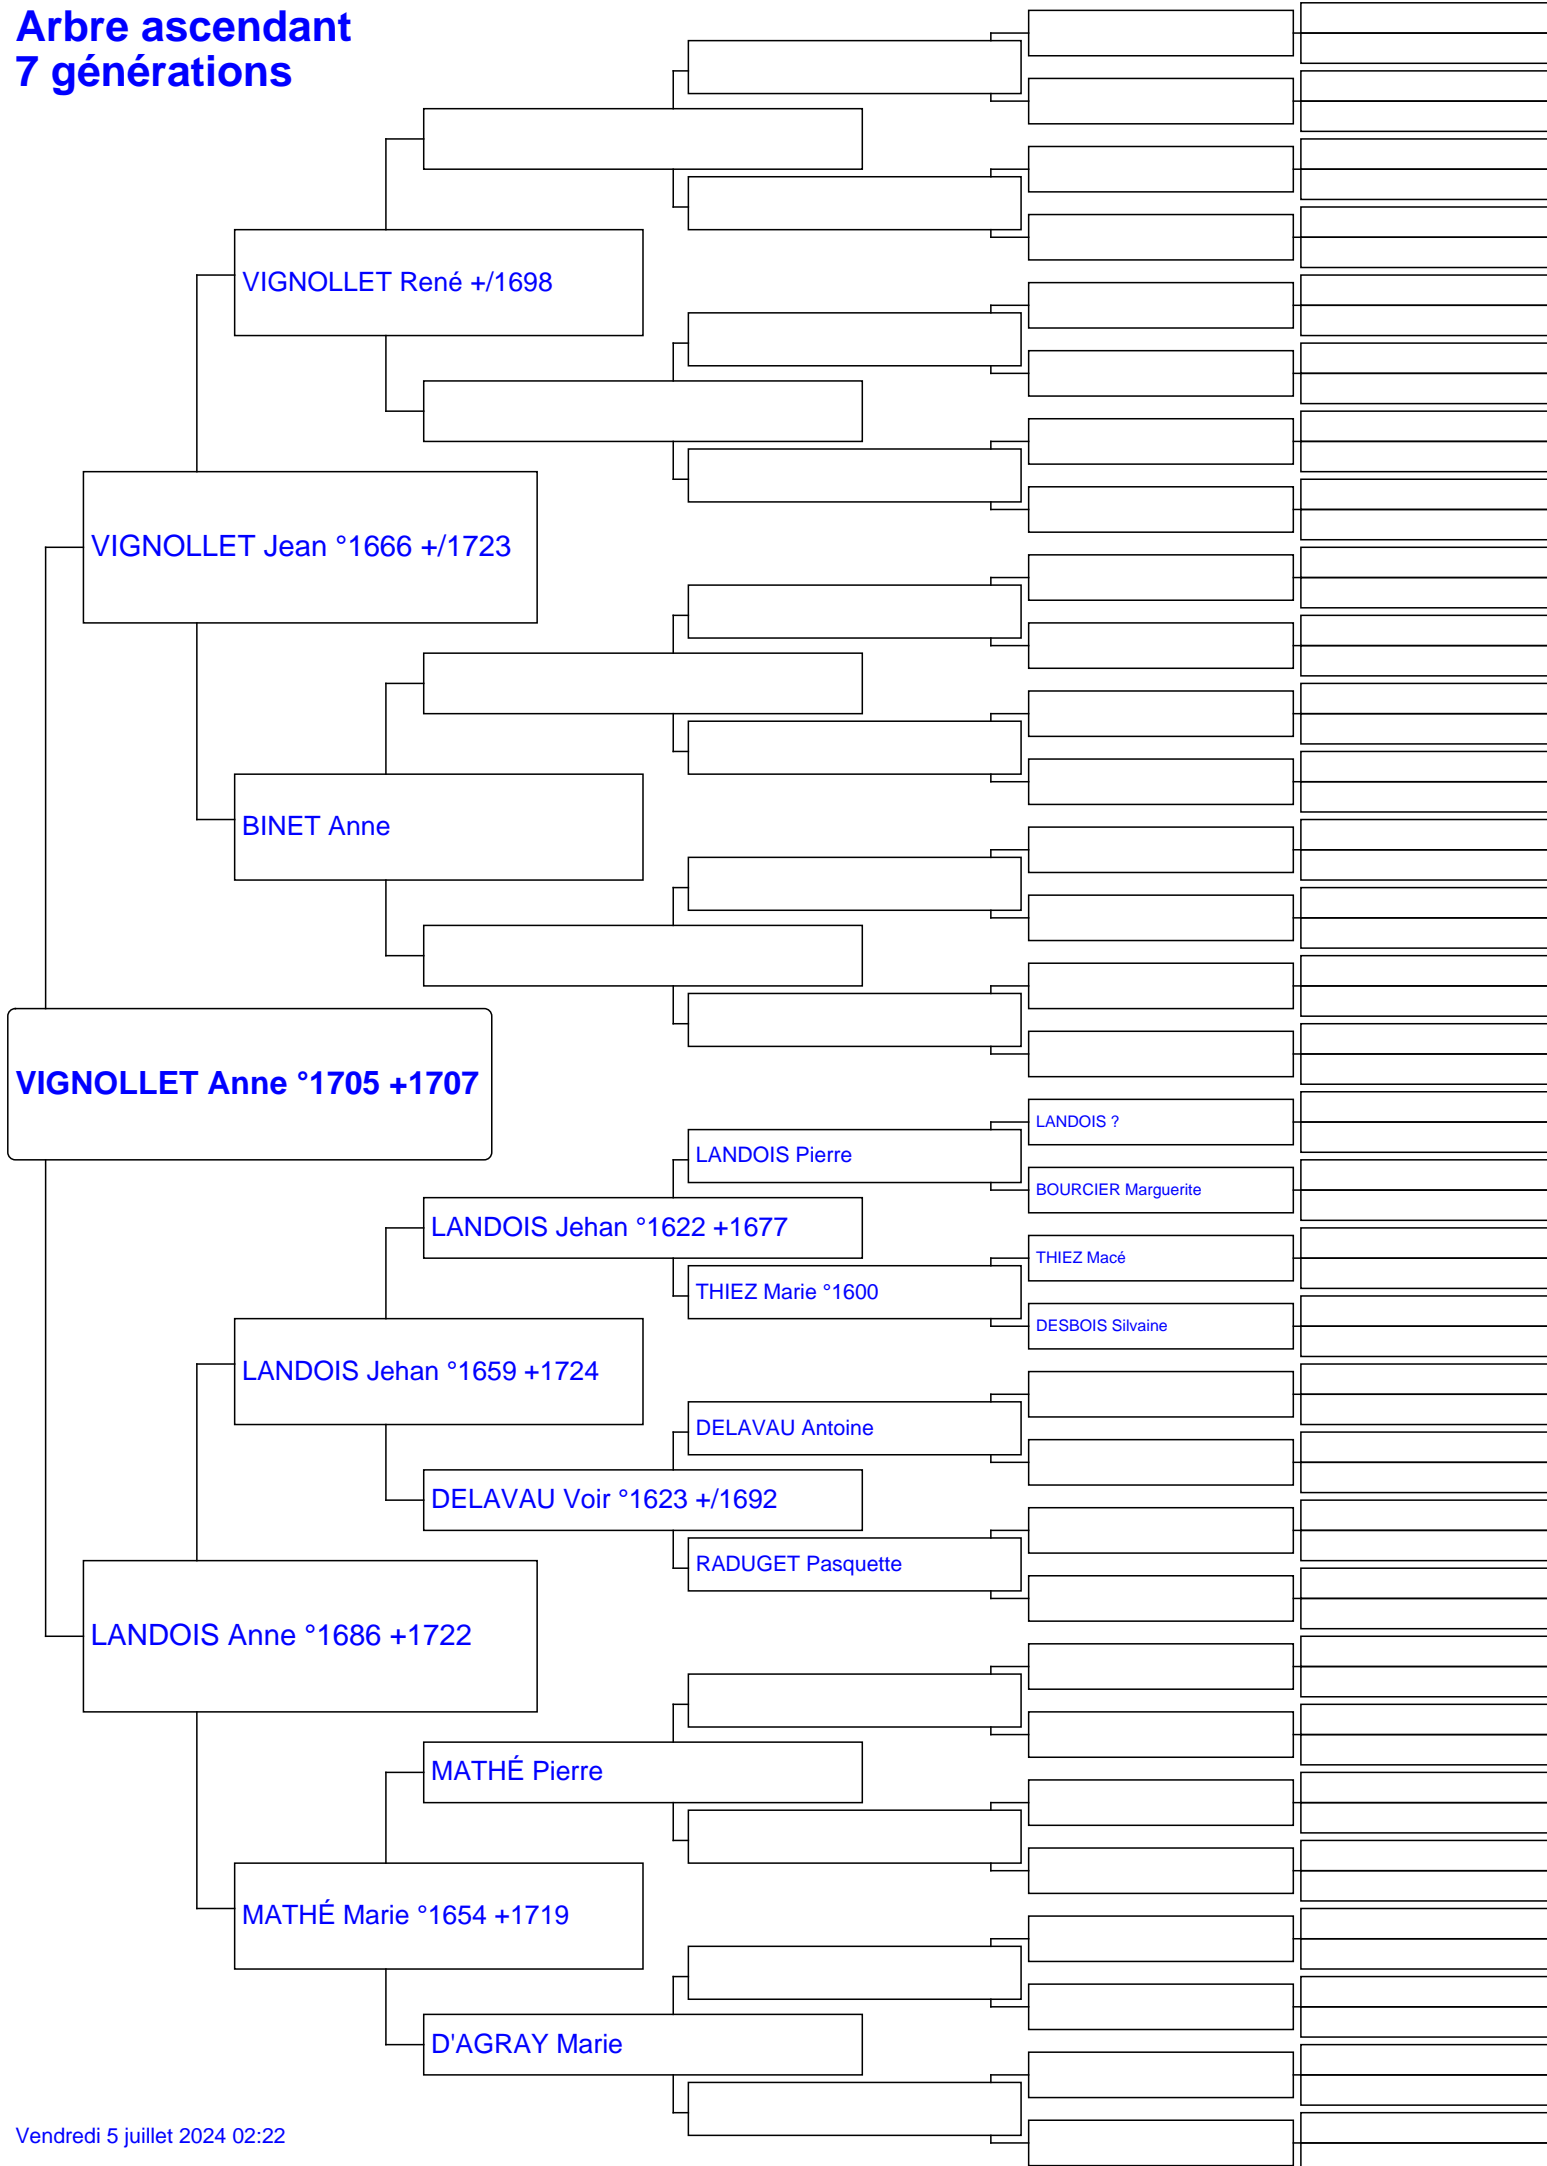 Arbre ascendant
7 générations
VIGNOLLET René +/1698
VIGNOLLET Jean °1666 +/1723
BINET Anne
VIGNOLLET Anne °1705 +1707
LANDOIS ?
LANDOIS Pierre
BOURCIER Marguerite
LANDOIS Jehan °1622 +1677
THIEZ Macé
THIEZ Marie °1600
DESBOIS Silvaine
LANDOIS Jehan °1659 +1724
DELAVAU Antoine
DELAVAU Voir °1623 +/1692
RADUGET Pasquette
LANDOIS Anne °1686 +1722
MATHÉ Pierre
MATHÉ Marie °1654 +1719
D'AGRAY Marie
Vendredi 5 juillet 2024 02:22